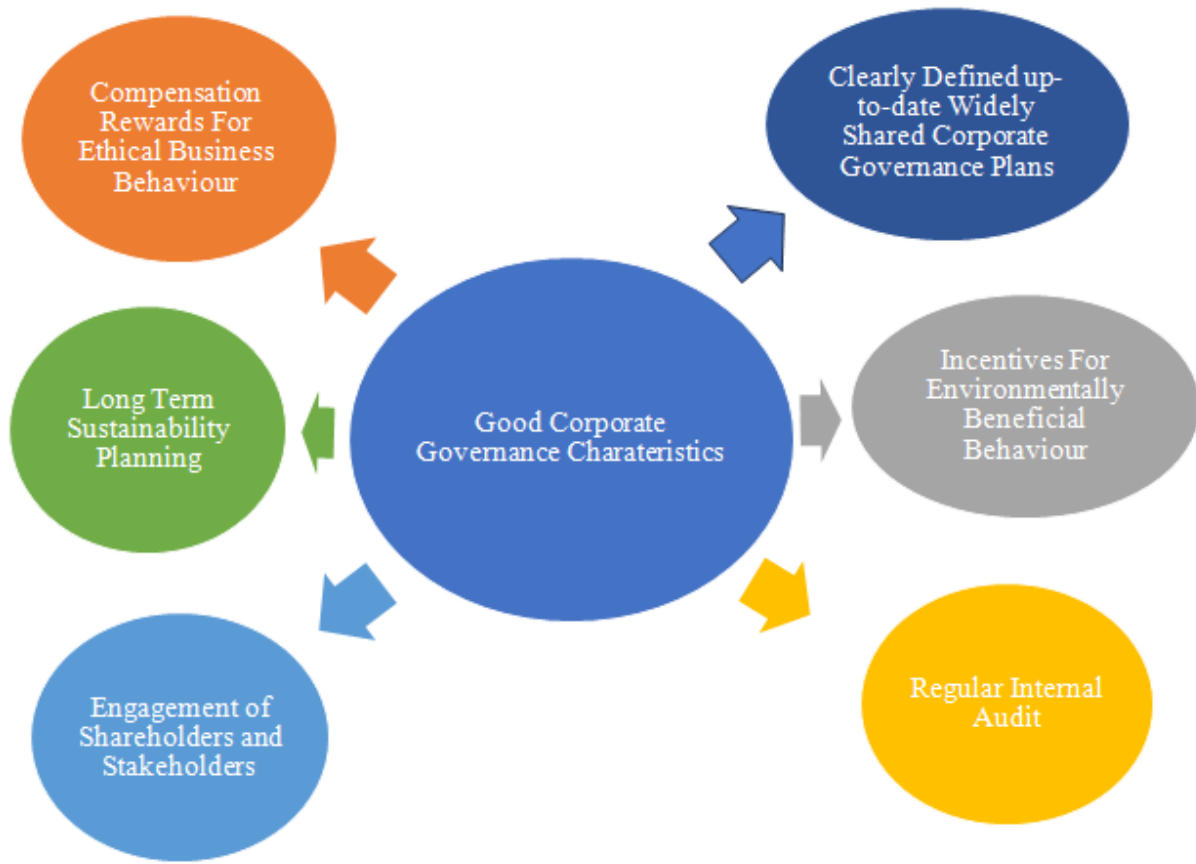 Compensation
Rewards For
Ethical Business
Behaviour
Clearly Defined up-
to-date Widely
Shared Corporate
Governance Plans
Long Term
Sustainability
Planning
Good Corporate
Governance Charateristics
Incentives For
Environmentally
Beneficial
Behaviour
Engagement of
Shareholders and
Stakeholders
Regular Internal
Audit